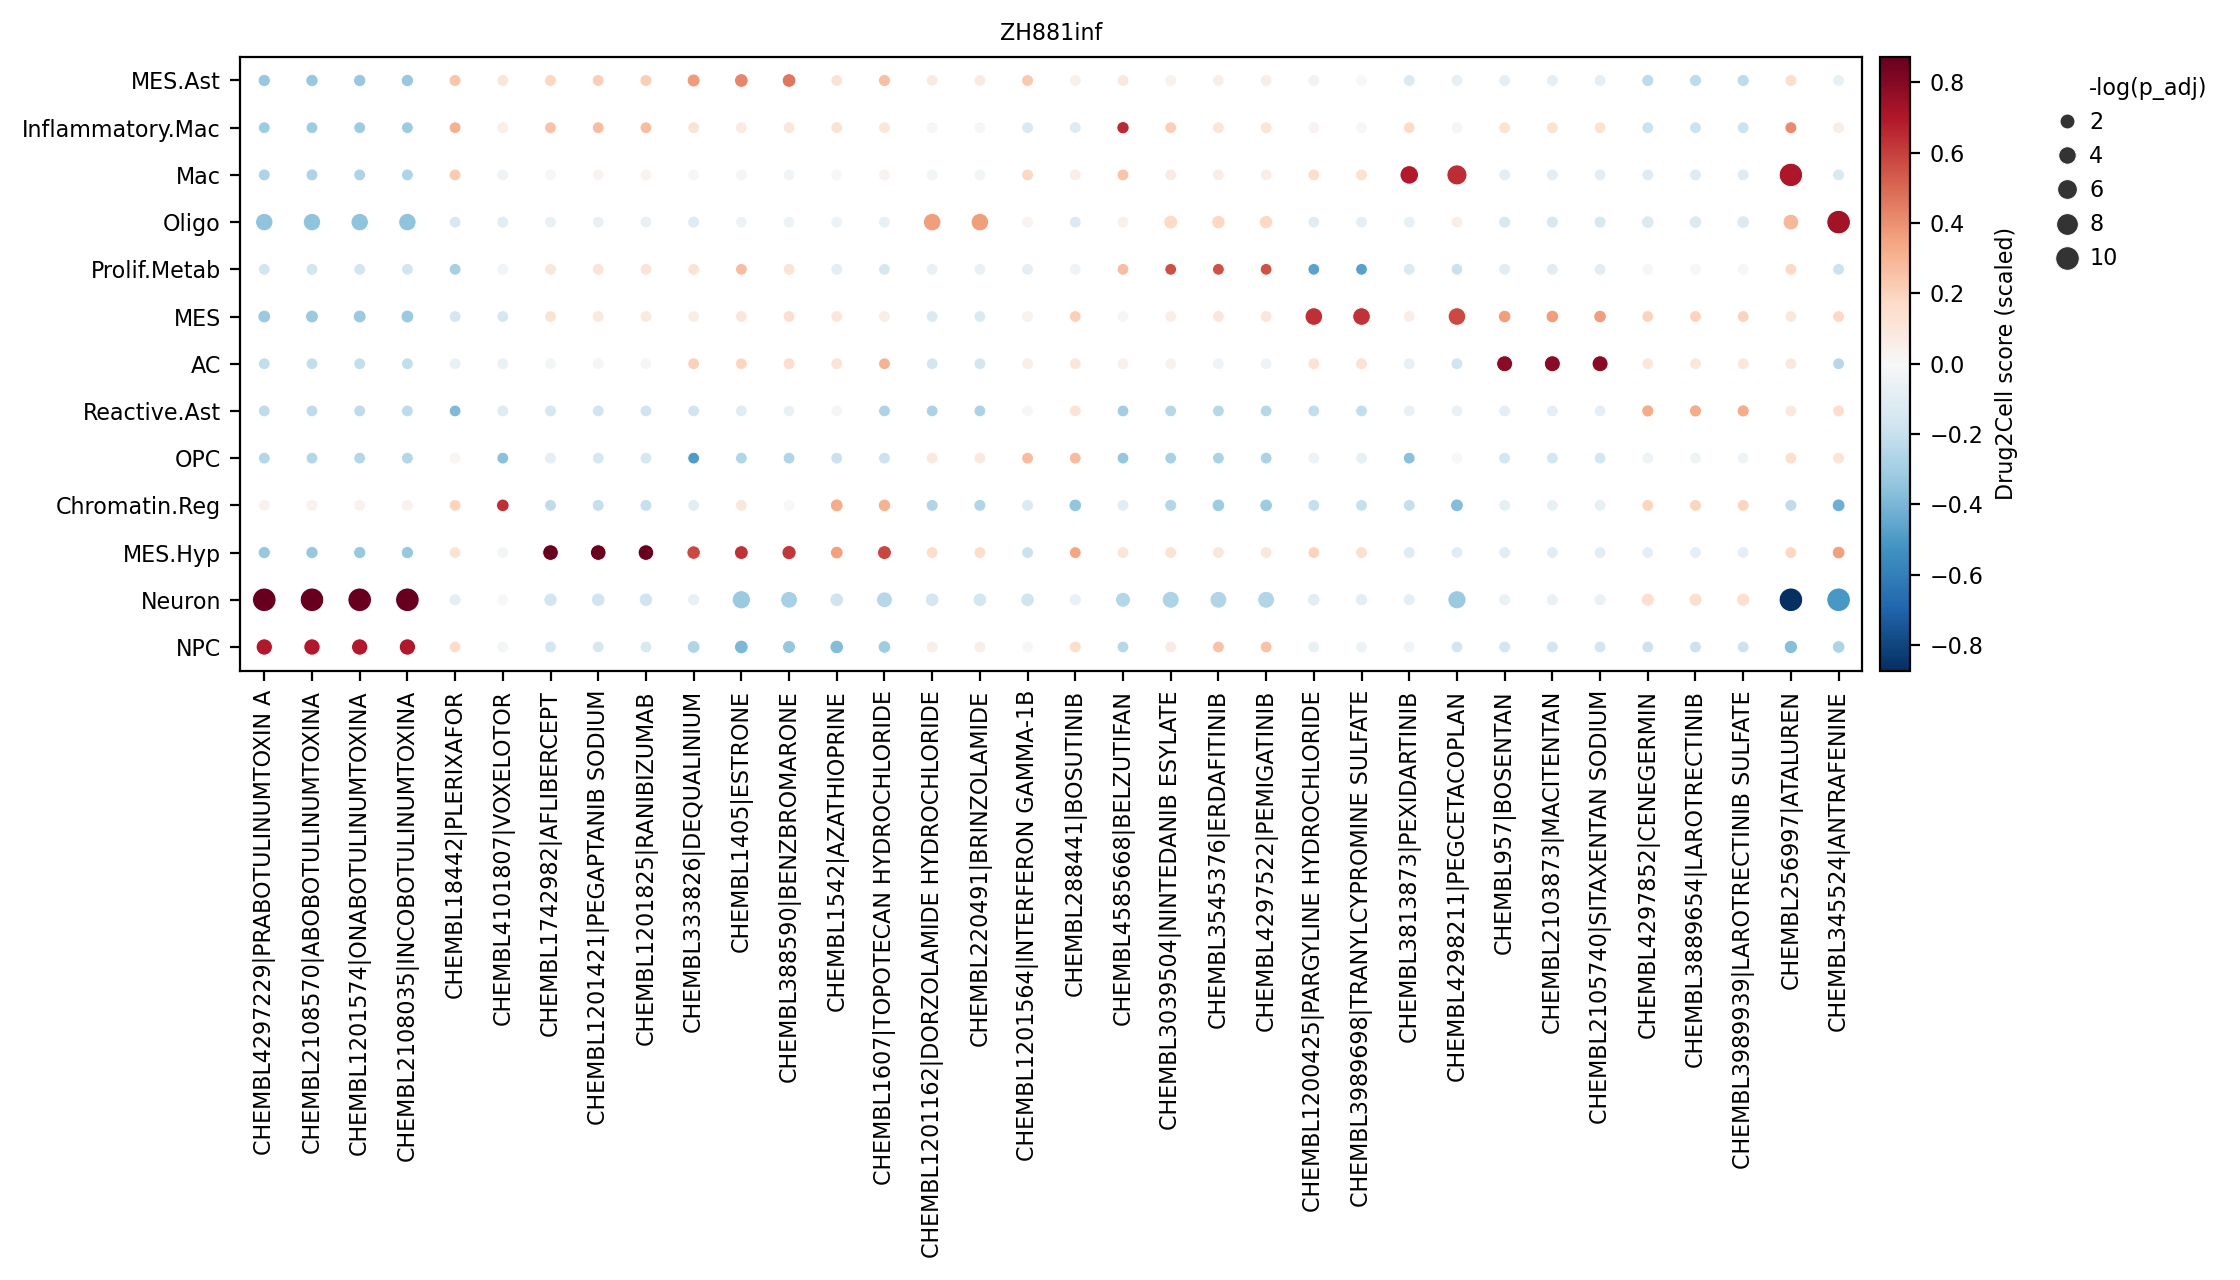 ZH881inf
MES.Ast
Inflammatory.Mac
Mac
Oligo
Prolif.Metab
MES
AC
Reactive.Ast
OPC
Chromatin.Reg
MES.Hyp
Neuron
NPC
CHEMBL4297229|PRABOTULINUMTOXIN A
CHEMBL2108570|ABOBOTULINUMTOXINA
CHEMBL1201574|ONABOTULINUMTOXINA
CHEMBL2108035|INCOBOTULINUMTOXINA
CHEMBL18442|PLERIXAFOR
CHEMBL4101807|VOXELOTOR
CHEMBL1742982|AFLIBERCEPT
CHEMBL1201421|PEGAPTANIB SODIUM
CHEMBL1201825|RANIBIZUMAB
CHEMBL333826|DEQUALINIUM
CHEMBL1405|ESTRONE
CHEMBL388590|BENZBROMARONE
CHEMBL1542|AZATHIOPRINE
CHEMBL1607|TOPOTECAN HYDROCHLORIDE
CHEMBL1201162|DORZOLAMIDE HYDROCHLORIDE
CHEMBL220491|BRINZOLAMIDE
CHEMBL1201564|INTERFERON GAMMA-1B
CHEMBL288441|BOSUTINIB
CHEMBL4585668|BELZUTIFAN
CHEMBL3039504|NINTEDANIB ESYLATE
CHEMBL3545376|ERDAFITINIB
CHEMBL4297522|PEMIGATINIB
CHEMBL1200425|PARGYLINE HYDROCHLORIDE
CHEMBL3989698|TRANYLCYPROMINE SULFATE
CHEMBL3813873|PEXIDARTINIB
CHEMBL4298211|PEGCETACOPLAN
CHEMBL957|BOSENTAN
CHEMBL2103873|MACITENTAN
CHEMBL2105740|SITAXENTAN SODIUM
CHEMBL4297852|CENEGERMIN
CHEMBL3889654|LAROTRECTINIB
CHEMBL3989939|LAROTRECTINIB SULFATE
CHEMBL256997|ATALUREN
CHEMBL345524|ANTRAFENINE
0.8
0.6
0.4
0.2
0.0
−0.2
−0.4
−0.6
−0.8
Drug2Cell score (scaled)
-log(p_adj)
2
4
6
8
10